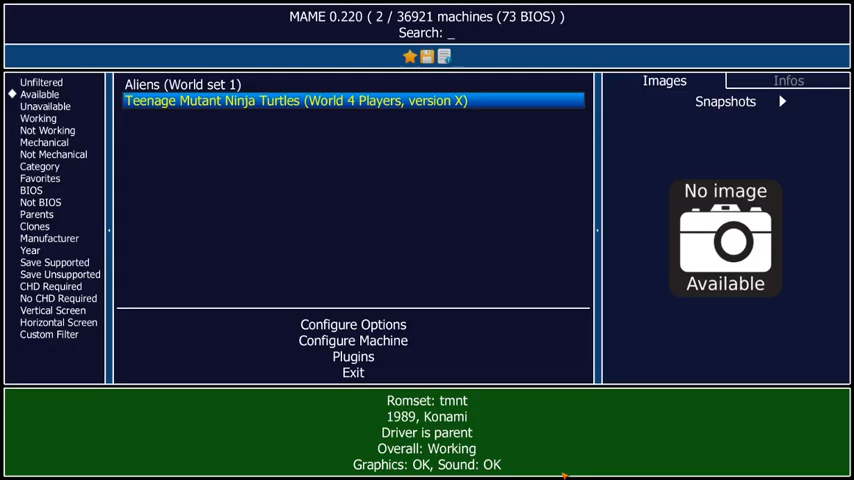 MAME 0.220 ( 2 / 36921 machines (73 BIOS) )
Search: _
Unfiltered
Available
Unavailable
Working
Not Working
Mechanical
Not Mechanical
Category
Favorites
BIOS
Not BIOS
Parents
Clones
Manufacturer
Year
Save Supported
Save Unsupported
CHD Required
No CHD Required
Vertical Screen
Horizontal Screen
Custom Filter
Aliens (World set 1)
Teenage Mutant Ninja Turtles (World 4 Players, version X)
Configure Options
Configure Machine
Plugins
Exit
Images
Infos
Snapshots
No image
Available
Romset: tmnt
1989, Konami
Driver is parent
Overall: Working
Graphics: OK, Sound: OK